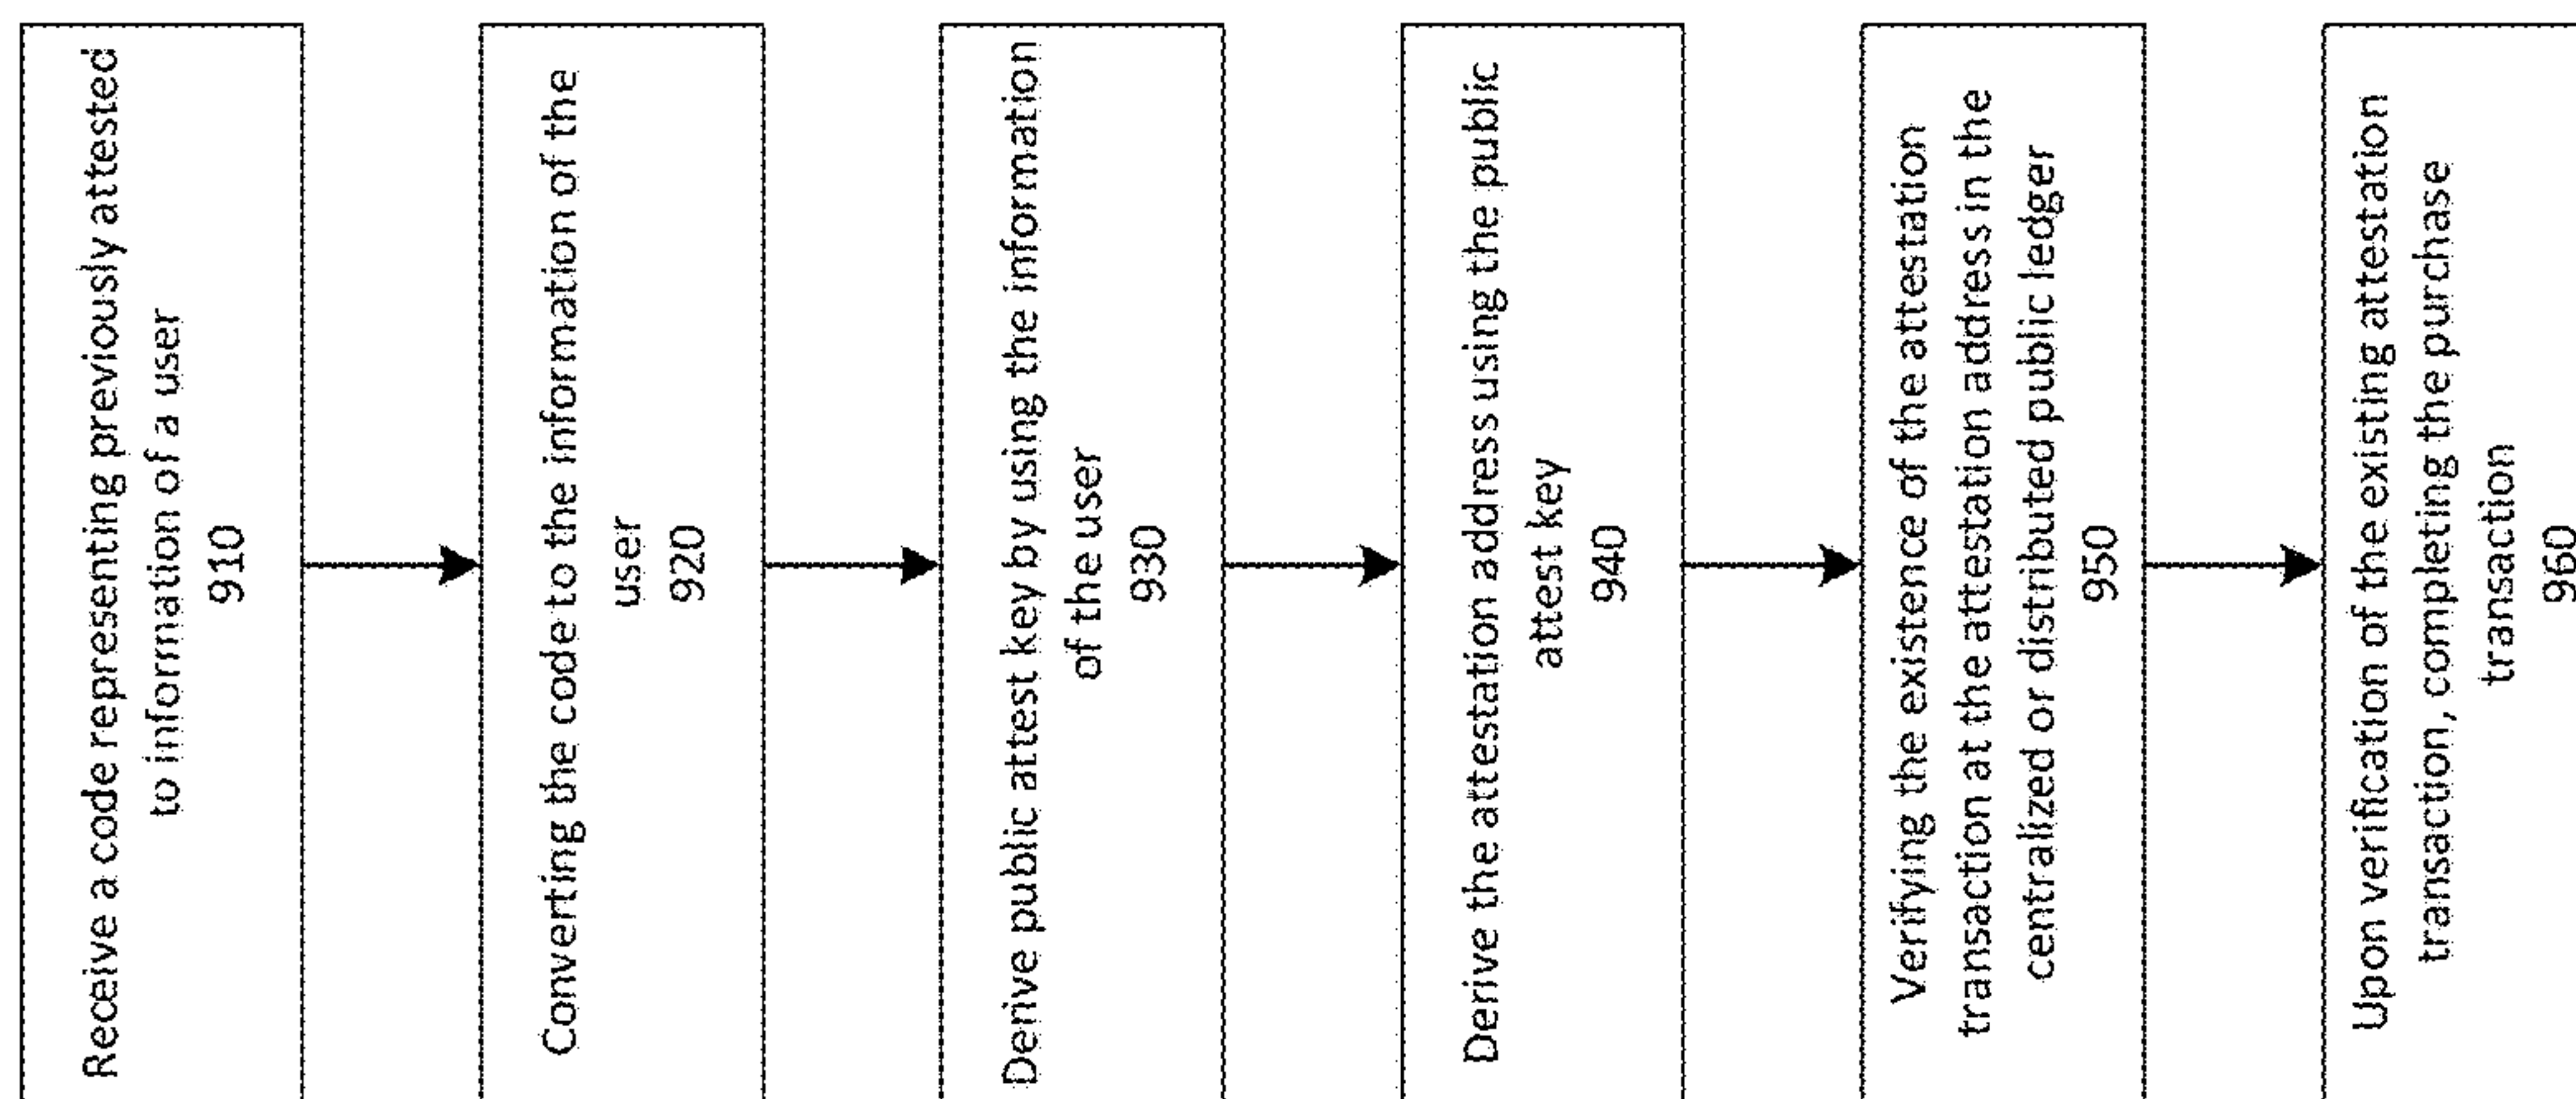 Receive a code representing previously attested
to information of a user
910
Converting the code to the information of the
user
920
Derive public attest key by using the information
of the user
930
Derive the attestation address using the public
attest key
940
Verifying the existence of the attestation
transaction at the attestation address in the
centralized or distributed public ledger
950
Upon verification of the existing attestation
transaction, completing the purchase
transaction
960